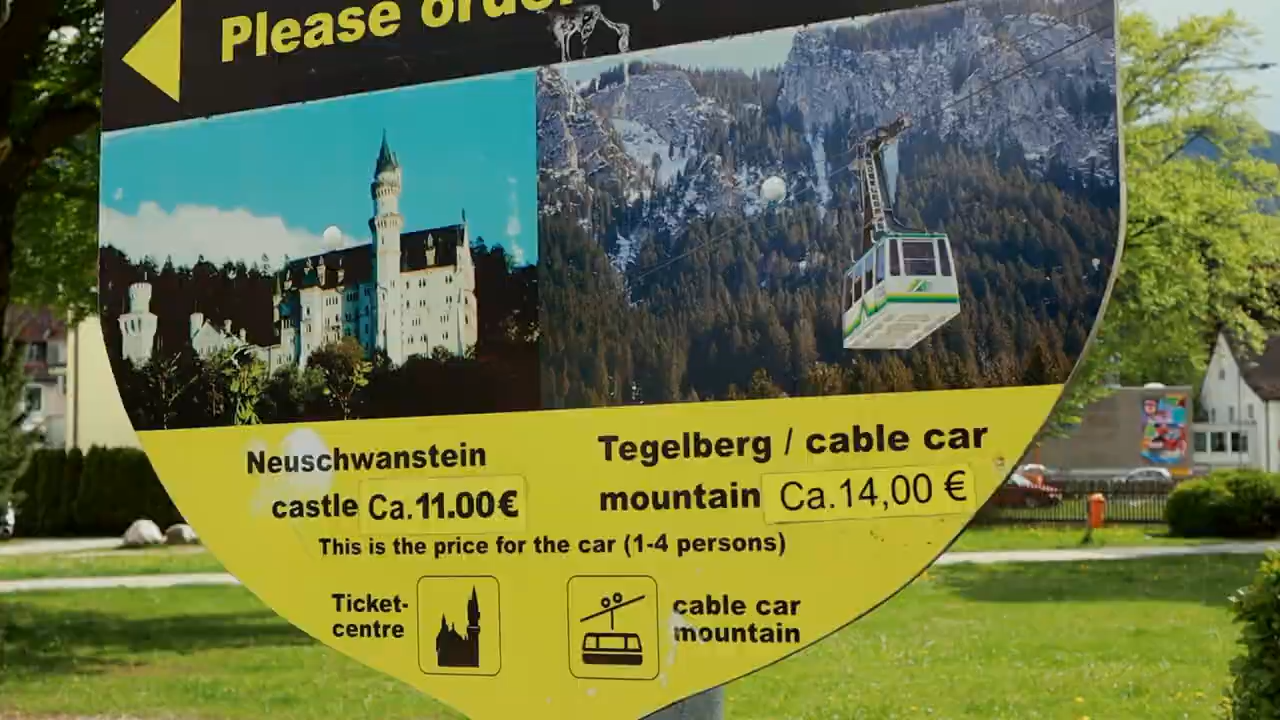 Please
Neuschwanstein
castle Ca. 11.00€
Tegelberg / cable car
mountain Ca.14,00 €
This is the price for the car (1-4 persons)
Ticket-
centre
cable car
mountain